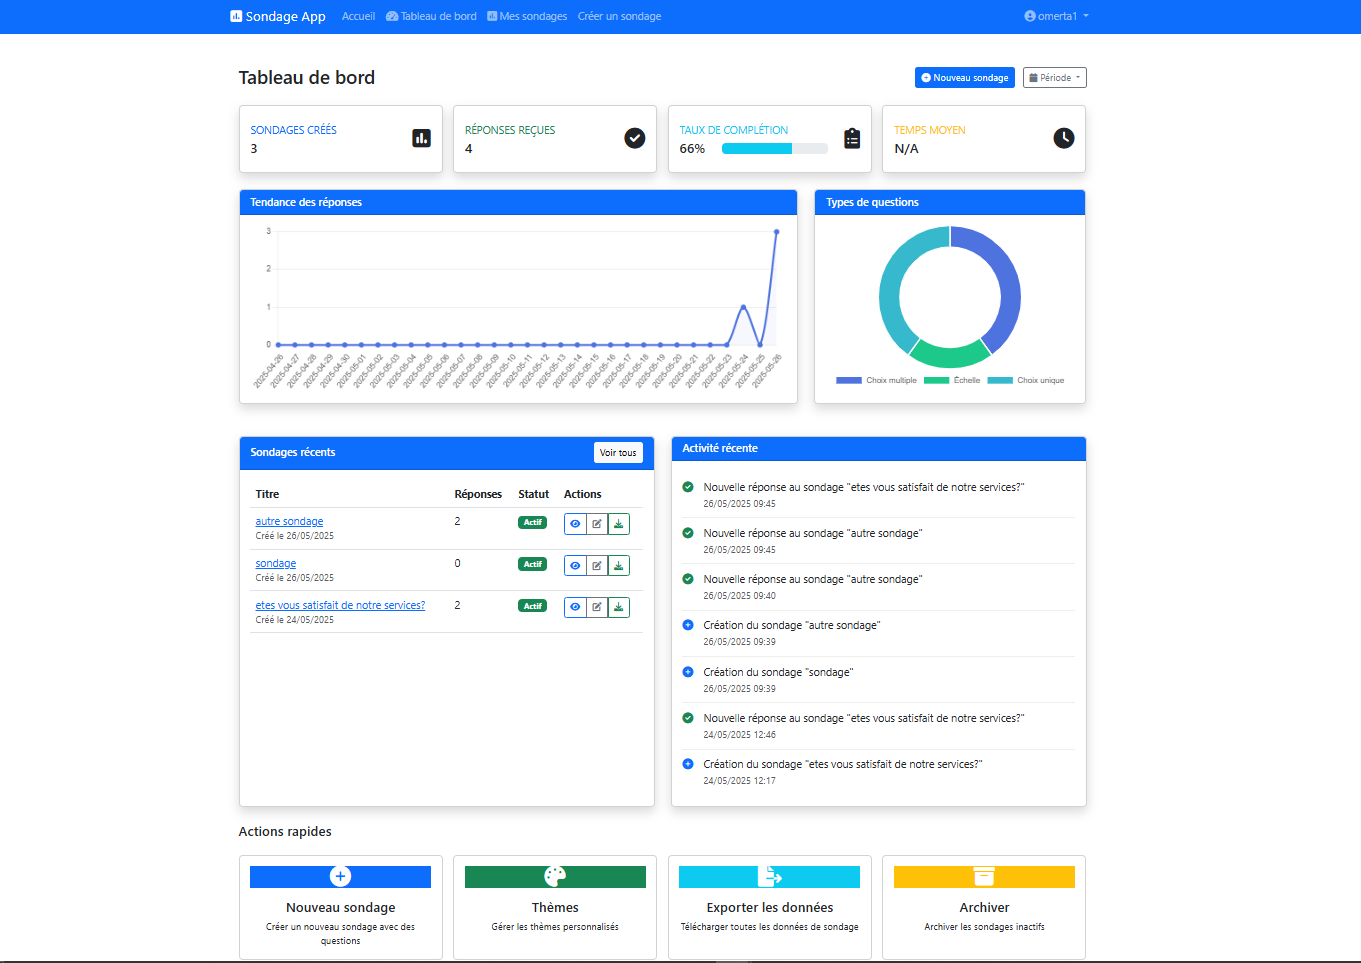 Sondage App Accueil Tableau de bord Mes sondages Créer un sondage omerta1
Tableau de bord
Nouveau sondage Période
SONDAGES CRÉÉS
3
RÉPONSES REÇUES
4
TAUX DE COMPLÉTION
66%
TEMPS MOYEN
N/A
Tendance des réponses
3
2
1
0
2025-04-26 2025-04-27 2025-04-28 2025-04-29 2025-04-30 2025-05-01 2025-05-02 2025-05-03 2025-05-04 2025-05-05 2025-05-06 2025-05-07 2025-05-08 2025-05-09 2025-05-10 2025-05-11 2025-05-12 2025-05-13 2025-05-14 2025-05-15 2025-05-16 2025-05-17 2025-05-18 2025-05-19 2025-05-20 2025-05-21 2025-05-22 2025-05-23 2025-05-24 2025-05-25 2025-05-26
Types de questions
Choix multiple Échelle Choix unique
Sondages récents Voir tous
Titre Réponses Statut Actions
autre sondage 2 Actif
Créé le 26/05/2025
sondage 0 Actif
Créé le 26/05/2025
etes vous satisfait de notre services? 2 Actif
Créé le 24/05/2025
Activité récente
Nouvelle réponse au sondage "etes vous satisfait de notre services?"
26/05/2025 09:45
Nouvelle réponse au sondage "autre sondage"
26/05/2025 09:45
Nouvelle réponse au sondage "autre sondage"
26/05/2025 09:40
Création du sondage "autre sondage"
26/05/2025 09:39
Création du sondage "sondage"
26/05/2025 09:39
Nouvelle réponse au sondage "etes vous satisfait de notre services?"
24/05/2025 12:46
Création du sondage "etes vous satisfait de notre services?"
24/05/2025 12:17
Actions rapides
Nouveau sondage
Créer un nouveau sondage avec des
questions
Thèmes
Gérer les thèmes personnalisés
Exporter les données
Télécharger toutes les données de sondage
Archiver
Archiver les sondages inactifs